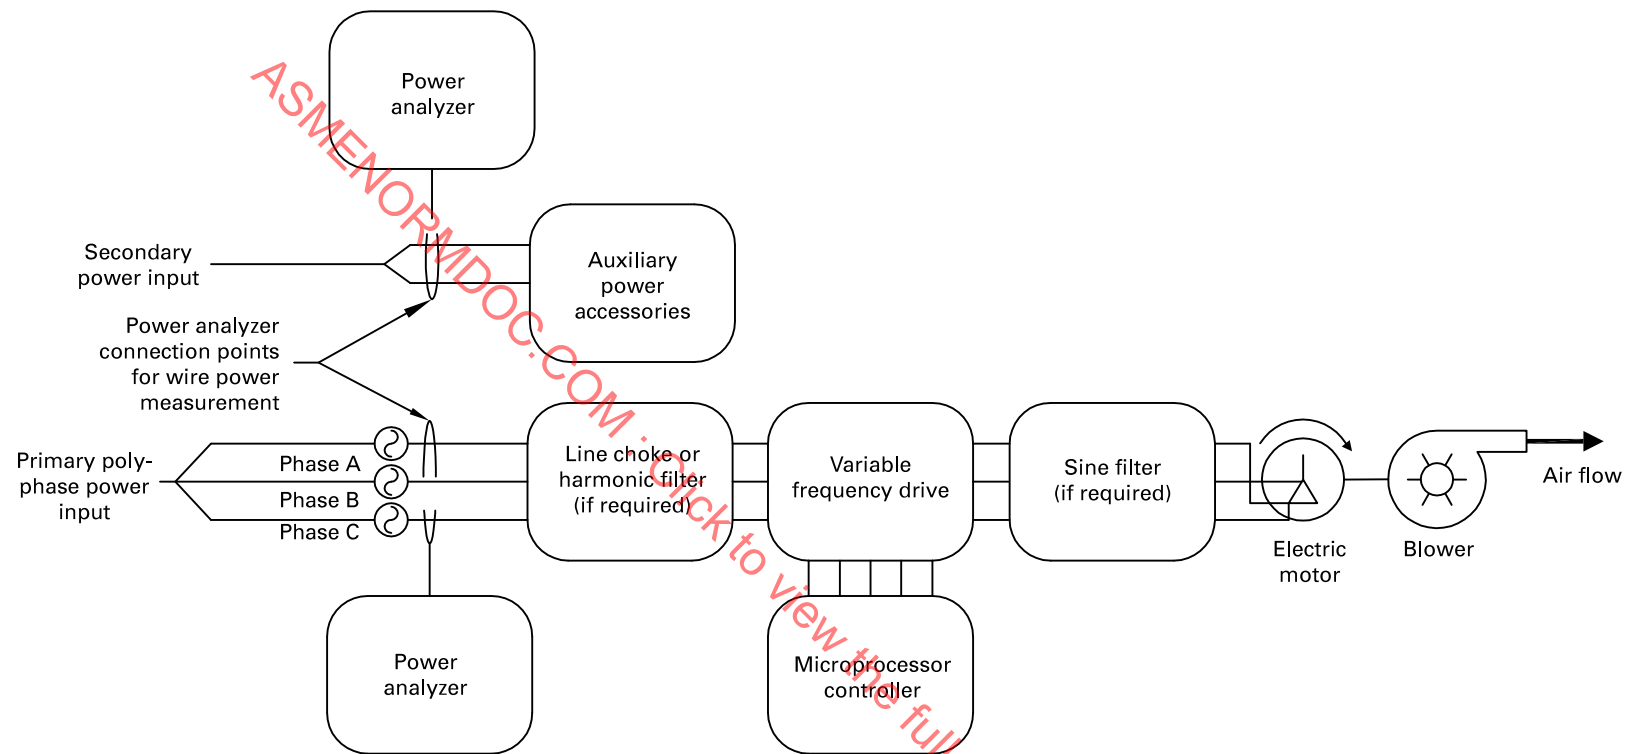 Power
analyzer
Secondary
power input
Auxiliary
power
accessories
Power analyzer
connection points
for wire power
measurement
Primary poly-
phase power
input
Phase A
Phase B
Phase C
Line choke or
harmonic filter
(if required)
Variable
frequency drive
Sine filter
(if required)
Air flow
Electric
motor
Blower
Power
analyzer
Microprocessor
controller
ASMENORMDOC.COM : Click to view the full